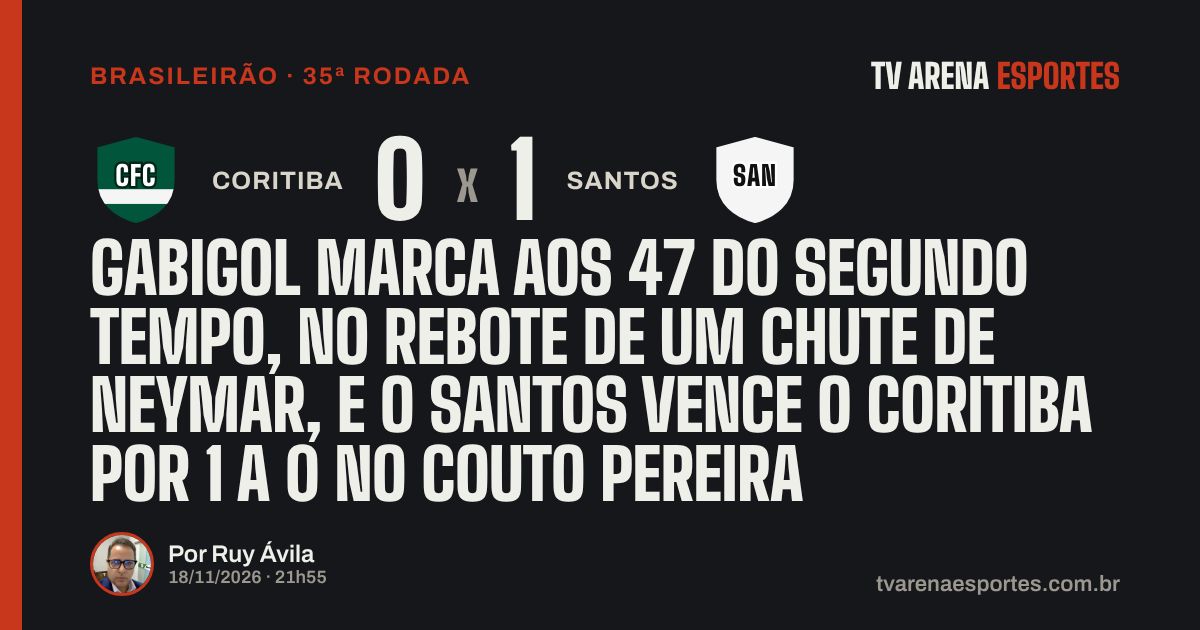 BRASILEIRÃO · 35ª RODADA
TV ARENA ESPORTES
CFC CORITIBA 0 X 1 SANTOS SAN
GABIGOL MARCA AOS 47 DO SEGUNDO
TEMPO, NO REBOTE DE UM CHUTE DE
NEYMAR, E O SANTOS VENCE O CORITIBA
POR 1 A 0 NO COUTO PEREIRA
Por Ruy Ávila
18/11/2026 · 21h55
tvarenaesportes.com.br